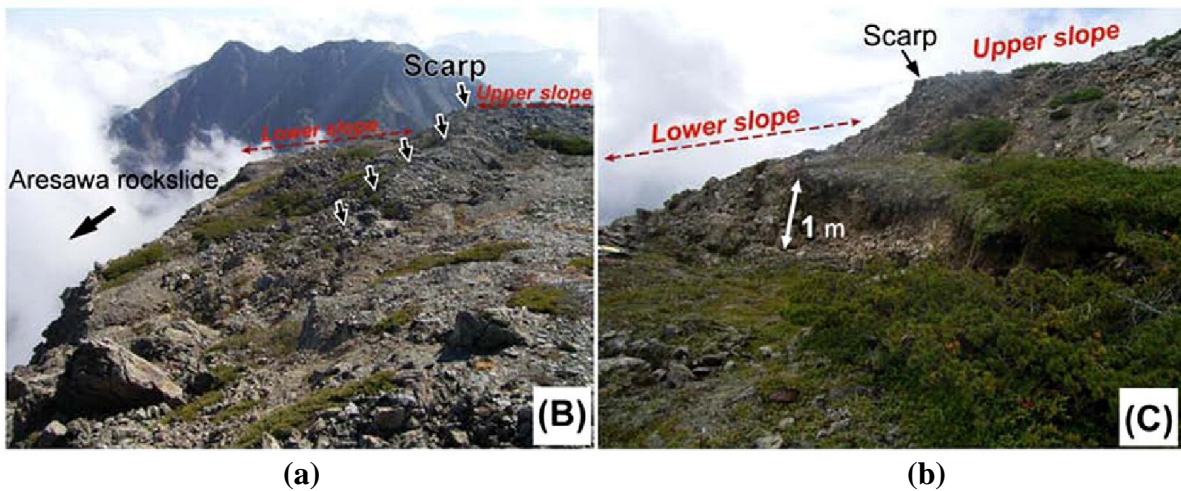 Scarp
Upper slope
Lower slope
Aresawa rockslide
(B)
Scarp
Upper slope
Lower slope
1 m
(C)
(a)
(b)